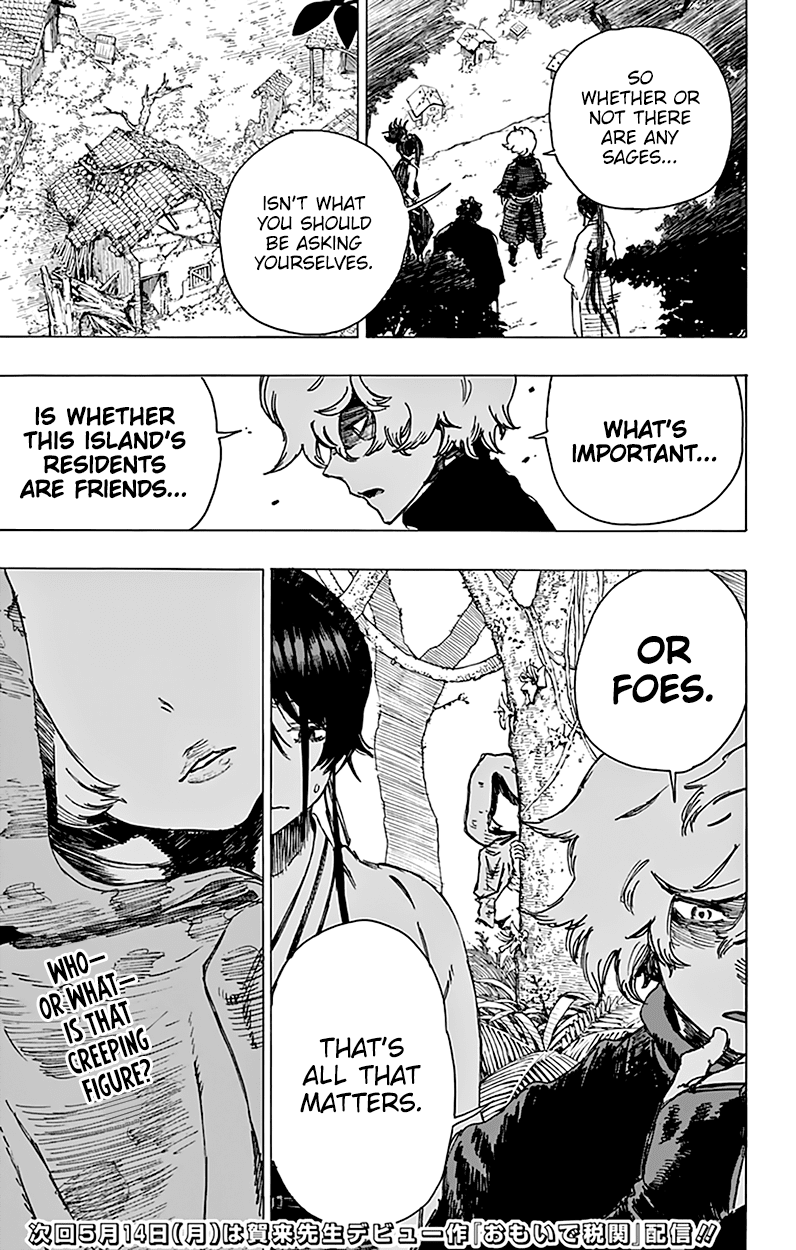 SO
WHETHER OR
NOT THERE
ARE ANY
SAGES...
ISN'T WHAT
YOU SHOULD
BE ASKING
YOURSELVES.
WHAT'S
IMPORTANT...
IS WHETHER
THIS ISLAND'S
RESIDENTS
ARE FRIENDS...
OR
FOES.
THAT'S
ALL THAT
MATTERS.
WHO—
OR WHAT—
IS THAT
CREEPING
FIGURE?
次回5月14日(月)は賀来先生デビュー作『おもいで税関』配信!!